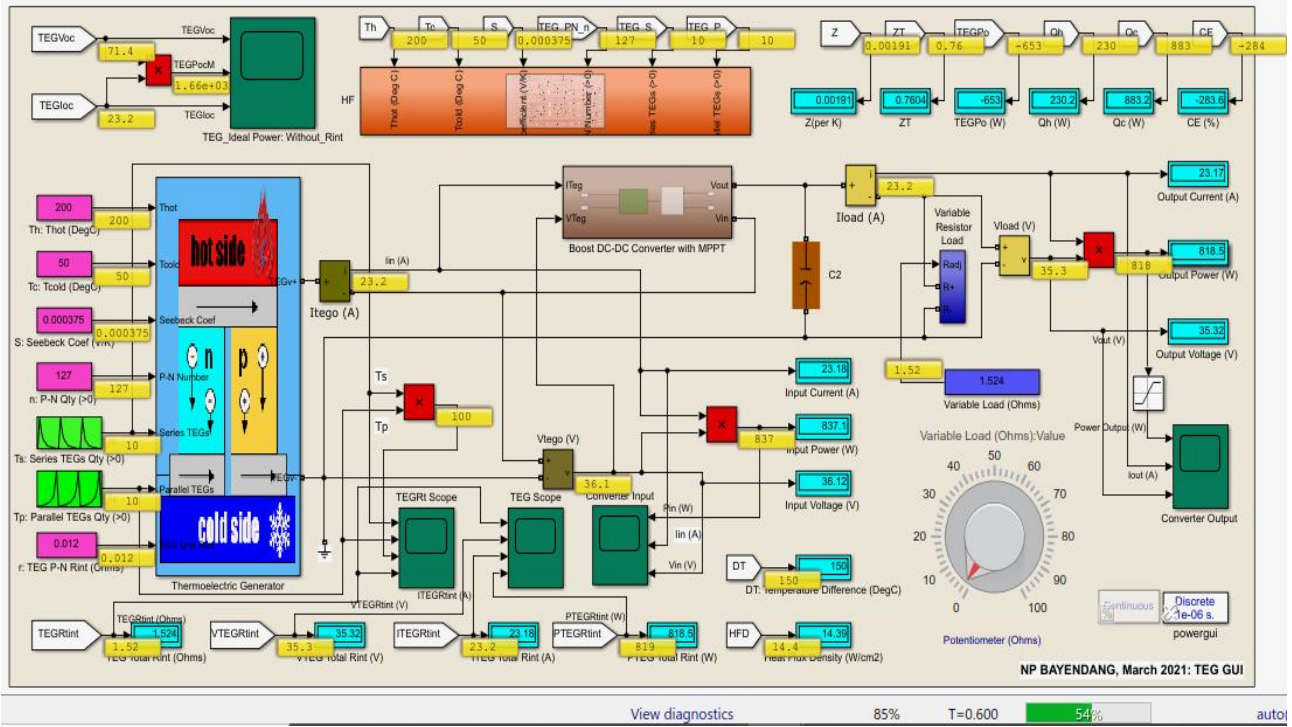 TEGVoc
71.4
TEGVoc
TEGPocM
1.66e+03
TEGIoc
23.2
TEGIoc
TEG_Ideal Power: Without_Rint
Th
Tc
S
TEG_PN_n
TEG_S
TEG_P
200
50
0.000375
127
10
10
HF
Thot (Deg C)
Tcold (Deg C)
Z
ZT
TEGPo
Qh
Qc
CE
0.00191
0.76
-653
230
883
-284
0.00191
0.7604
-653
230.2
883.2
-283.6
Z(per K)
ZT
TEGPo (W)
Qh (W)
Qc (W)
CE (%)
200
200
Th: Thot (DegC)
50
50
Tc: Tcold (DegC)
0.000375
0.000375
S: Seebeck Coef (V/K)
127
127
n: P-N Qty (>0)
10
Ts: Series TEGs Qty (>0)
10
Tp: Parallel TEGs Qty (>0)
0.012
0.012
r: TEG P-N Rint (Ohms)
Thot
Tcold
Seebeck Coef
P-N Number
Series TEGs
Parallel TEGs
hot side
n
p
cold side
TEGv+
TEGv-
Thermoelectric Generator
Iin (A)
23.2
Itego (A)
ITeg
VTeg
Vout
Vin
Boost DC-DC Converter with MPPT
C2
i
23.2
Iload (A)
Variable
Resistor
Load
Radj
R+
R-
Vload (V)
35.3
818
23.17
Output Current (A)
818.5
Output Power (W)
35.32
Output Voltage (V)
Vout (V)
1.52
1.524
Variable Load (Ohms)
Ts
Tp
100
Vtego (V)
36.1
837
23.18
Input Current (A)
837.1
Input Power (W)
36.12
Input Voltage (V)
TEGRt Scope
TEG Scope
Converter Input
Pin (W)
Iin (A)
Vin (V)
Power Output (W)
Iout (A)
Converter Output
Variable Load (Ohms):Value
0
10
20
30
40
50
60
70
80
90
100
Potentiometer (Ohms)
DT
150
150
DT: Temperature Difference (DegC)
HFD
14.39
14.4
Heat Flux Density (W/cm2)
Continuous
Discrete
1e-06 s.
powergui
VTEGRtint (V)
ITEGRtint (A)
PTEGRtint (W)
TEGRtint
TEGRtint (Ohms)
1.524
1.52
TEG Total Rint (Ohms)
VTEGRtint
35.32
35.3
VTEG Total Rint (V)
ITEGRtint
23.18
23.2
ITEG Total Rint (A)
PTEGRtint
818.5
819
PTEG Total Rint (W)
NP BAYENDANG, March 2021: TEG GUI
View diagnostics
85%
T=0.600
54%